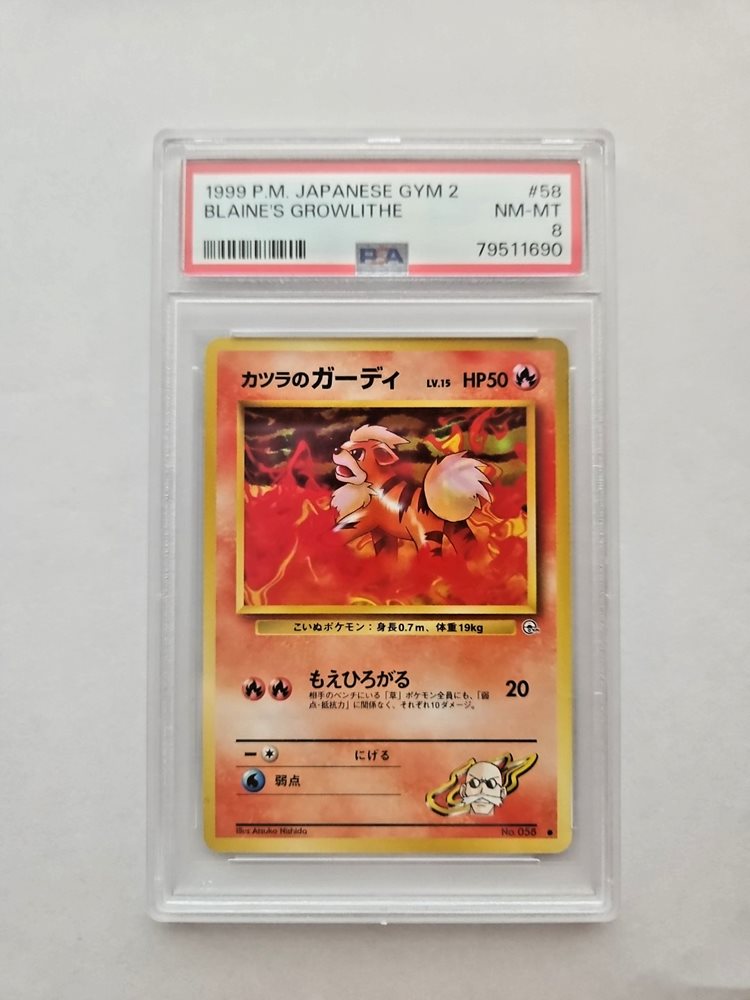 1999 P.M. JAPANESE GYM 2 #58
BLAINE'S GROWLITHE NM-MT
8
PSA 79511690
カツラのガーディ LV.15 HP50
こいぬポケモン：身長0.7m、体重19kg
もえひろがる 20
相手のベンチにいる「草」ポケモン全員にも、「弱
点・抵抗力」に関係なく、それぞれ10ダメージ。
ー にげる
弱点
Illus. Atsuko Nishida No. 058